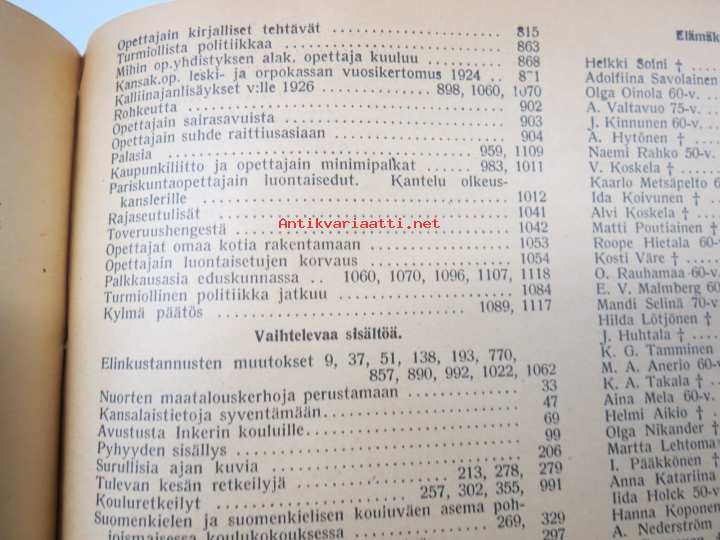 Opettajain kirjalliset tehtävät 815
Turmiollista politiikkaa 863
Mihin op.yhdistyksen alak. opettaja kuuluu 868
Kansak.op. leski- ja orpokassan vuosikertomus 1924
Kalliinajanlisäykset v:lle 1926 898, 1060, 1070
Rohkeutta 902
Opettajain sairasavuista 903
Opettajain suhde raittiusasiaan 904
Palasia 959, 1109
Kaupunkiliitto ja opettajain minimipalkat 983, 1011
Pariskuntaopettajain luontaisedut. Kantelu oikeus-
kanslerille 1012
Rajaseutulisät 1041
Toveruushengestä 1042
Opettajat omaa kotia rakentamaan 1053
Opettajain luontaisetujen korvaus 1054
Palkkausasia eduskunnassa 1060, 1070, 1096, 1107, 1118
Turmiollinen politiikka jatkuu 1084
Kylmä päätös 1089, 1117
Vaihtelevaa sisältöä.
Elinkustannusten muutokset 9, 37, 51, 138, 193, 770,
857, 890, 992, 1022, 1062
Nuorten maatalouskerhoja perustamaan 33
Kansalaistietoja syventämään 47
Avustusta Inkerin kouluille 69
Pyhyyden sisällys 99
Surullisia ajan kuvia 206
Tulevan kesän retkeilyjä 213, 278, 279
Kouluretkeilyt 257, 302, 355, 991
Suomenkielen ja suomenkielisen kouluväen asema poh-
joismaisessa koulukokouksessa 269, 329
297
Elämäk
Heikki Soini †
Adolfiina Savolainen
Olga Oinola 60-v.
A. Valtavuo 75-v.
J. Kinnunen 60-v.
A. Hytönen †
Naemi Rahko 50-v.
V. Koskela †
Kaarlo Metsäpelto 6
Ida Koivunen †
Alvi Koskela †
Matti Poutiainen †
Roope Hietala 60-v.
Kosti Väre †
O. Rauhamaa 60-v.
E. V. Malmberg 60-v.
Mandi Selinä 70-v.
Hilda Lötjönen †
J. Huhtala †
K. G. Tamminen
M. A. Anerio 60-v.
K. A. Takala †
Aina Mela 60-v.
Helmi Aikio †
Olga Nikander †
Martta Lehtoma
I. Pääkkönen †
Anna Katariina
Iida Holck 50-v.
Hanna Koponen
A. Nederström
Antikvariaatti.net